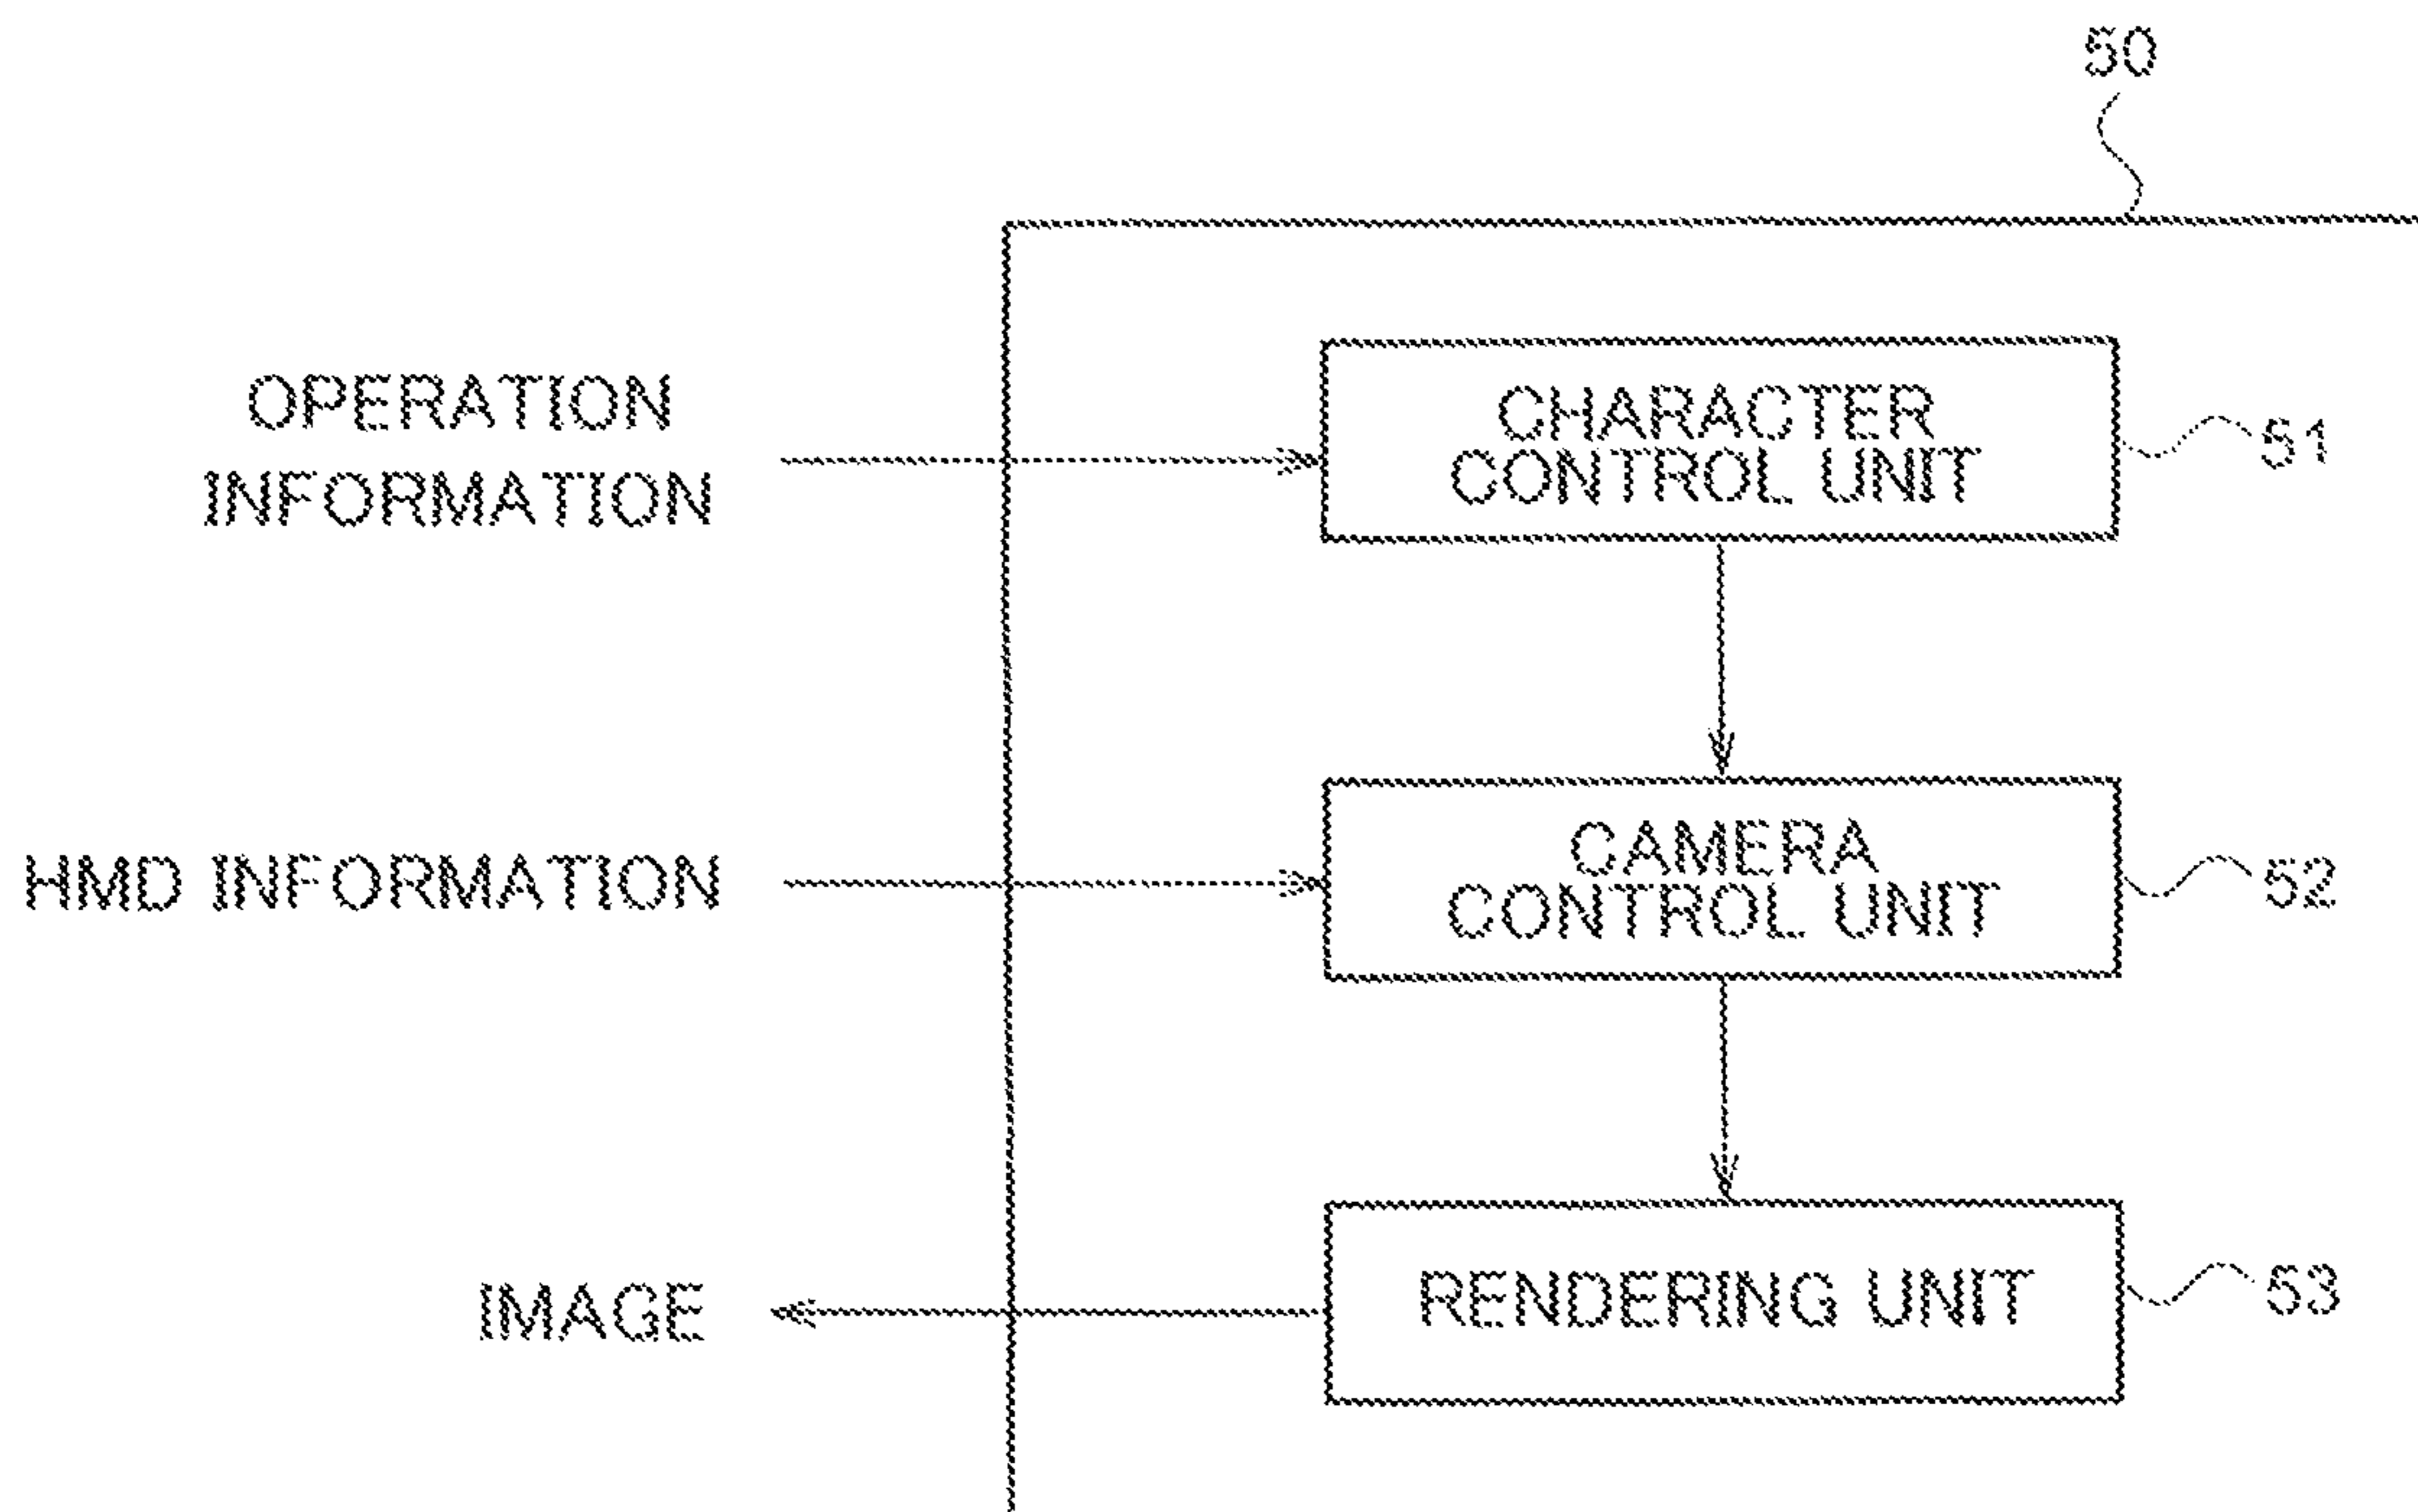 50
OPERATION
INFORMATION
CHARACTER
CONTROL UNIT
51
HMD INFORMATION
CAMERA
CONTROL UNIT
52
IMAGE
RENDERING UNIT
53